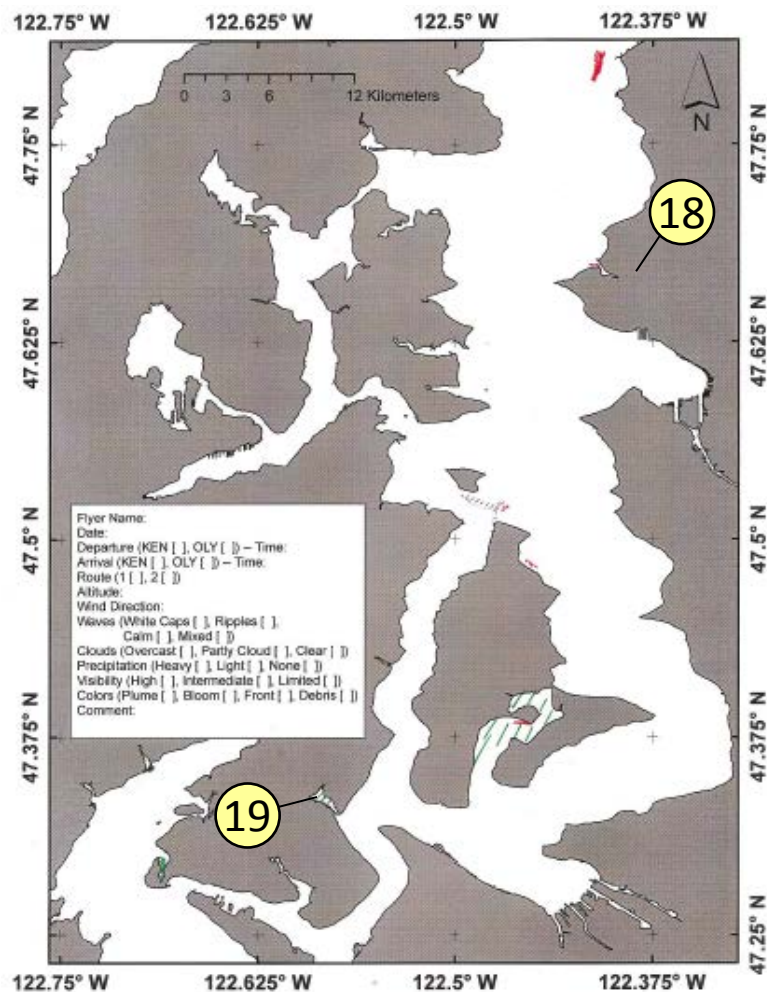 122.75° W 122.625° W 122.5° W 122.375° W
0 3 6 12 Kilometers
N
47.75° N 47.75° N
18
47.625° N 47.625° N
47.5° N 47.5° N
Flyer Name:
Date:
Departure (KEN [ ], OLY [ ]) – Time:
Arrival (KEN [ ], OLY [ ]) – Time:
Route (1 [ ], 2 [ ])
Altitude:
Wind Direction:
Waves (White Caps [ ], Ripples [ ],
Calm [ ], Mixed [ ])
Clouds (Overcast [ ], Partly Cloud [ ], Clear [ ])
Precipitation (Heavy [ ], Light [ ], None [ ])
Visibility (High [ ], Intermediate [ ], Limited [ ])
Colors (Plume [ ], Bloom [ ], Front [ ], Debris [ ])
Comment:
47.375° N 47.375° N
19
47.25° N 47.25° N
122.75° W 122.625° W 122.5° W 122.375° W